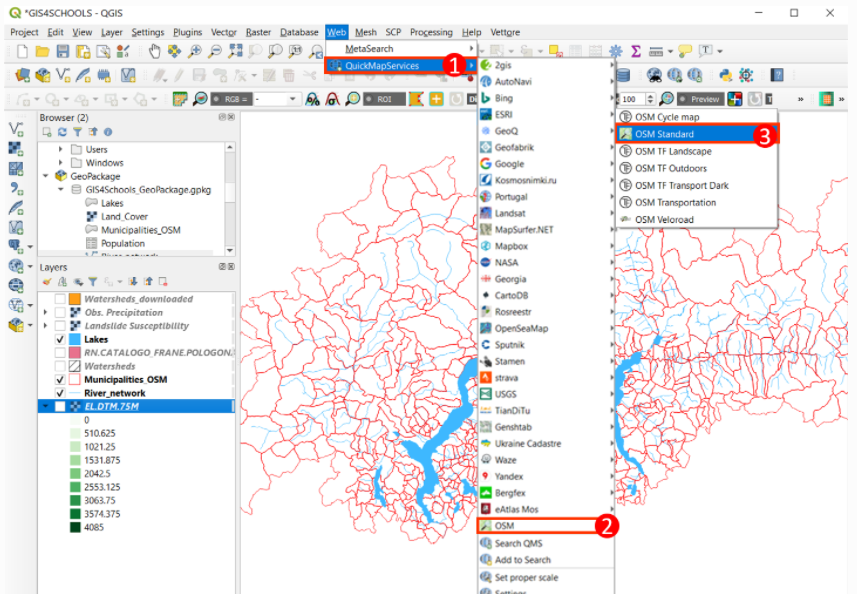 *GIS4SCHOOLS - QGIS
Project Edit View Layer Settings Plugins Vector Raster Database Web Mesh SCP Processing Help Vettore
MetaSearch
QuickMapServices 1
RGB = -
ROI
100
Preview
»
»
Browser (2)
Users
Windows
GeoPackage
GIS4Schools_GeoPackage.gpkg
Lakes
Land_Cover
Municipalities_OSM
Population
River_network
Layers
Watersheds_downloaded
Obs. Precipitation
Landslide Susceptibility
Lakes
RN.CATALOGO_FRANE.POLOGON.
Watersheds
Municipalities_OSM
River_network
EL.DTM.75M
0
510.625
1021.25
1531.875
2042.5
2553.125
3063.75
3574.375
4085
2gis
AutoNavi
Bing
ESRI
GeoQ
Geofabrik
Google
Kosmosnimki.ru
Portugal
Landsat
MapSurfer.NET
Mapbox
NASA
Georgia
CartoDB
Rosreestr
OpenSeaMap
Sputnik
Stamen
strava
USGS
TianDiTu
Genshtab
Ukraine Cadastre
Waze
Yandex
Bergfex
eAtlas Mos
OSM 2
Search QMS
Add to Search
Set proper scale
Settings
OSM Cycle map
OSM Standard 3
OSM TF Landscape
OSM TF Outdoors
OSM TF Transport Dark
OSM Transportation
OSM Veloroad